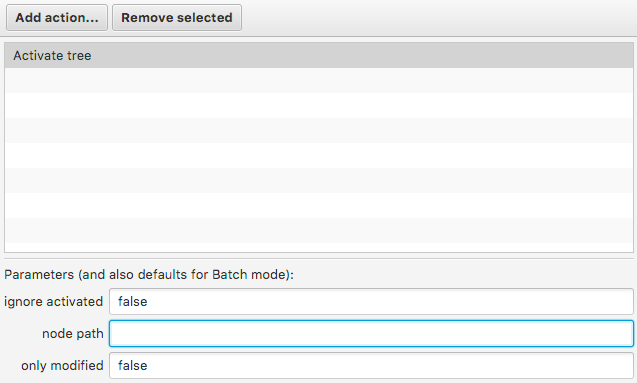 Add action... Remove selected
Activate tree
Parameters (and also defaults for Batch mode):
ignore activated false
node path
only modified false